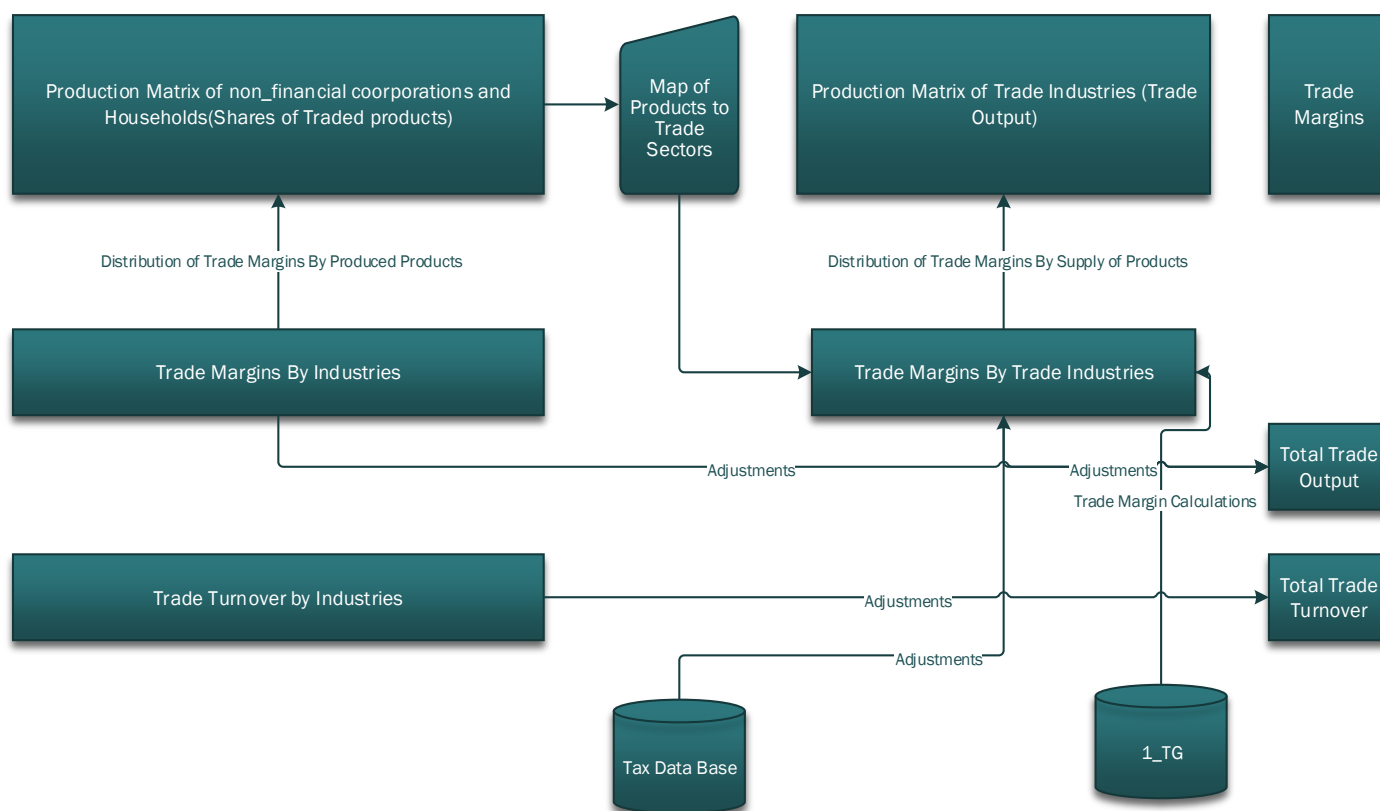 Production Matrix of non_financial coorporations and
Households(Shares of Traded products)
Map of
Products to
Trade
Sectors
Production Matrix of Trade Industries (Trade
Output)
Trade
Margins
Distribution of Trade Margins By Produced Products
Distribution of Trade Margins By Supply of Products
Trade Margins By Industries
Trade Margins By Trade Industries
Adjustments
Adjustments
Total Trade
Output
Trade Margin Calculations
Trade Turnover by Industries
Adjustments
Total Trade
Turnover
Adjustments
Tax Data Base
1_TG